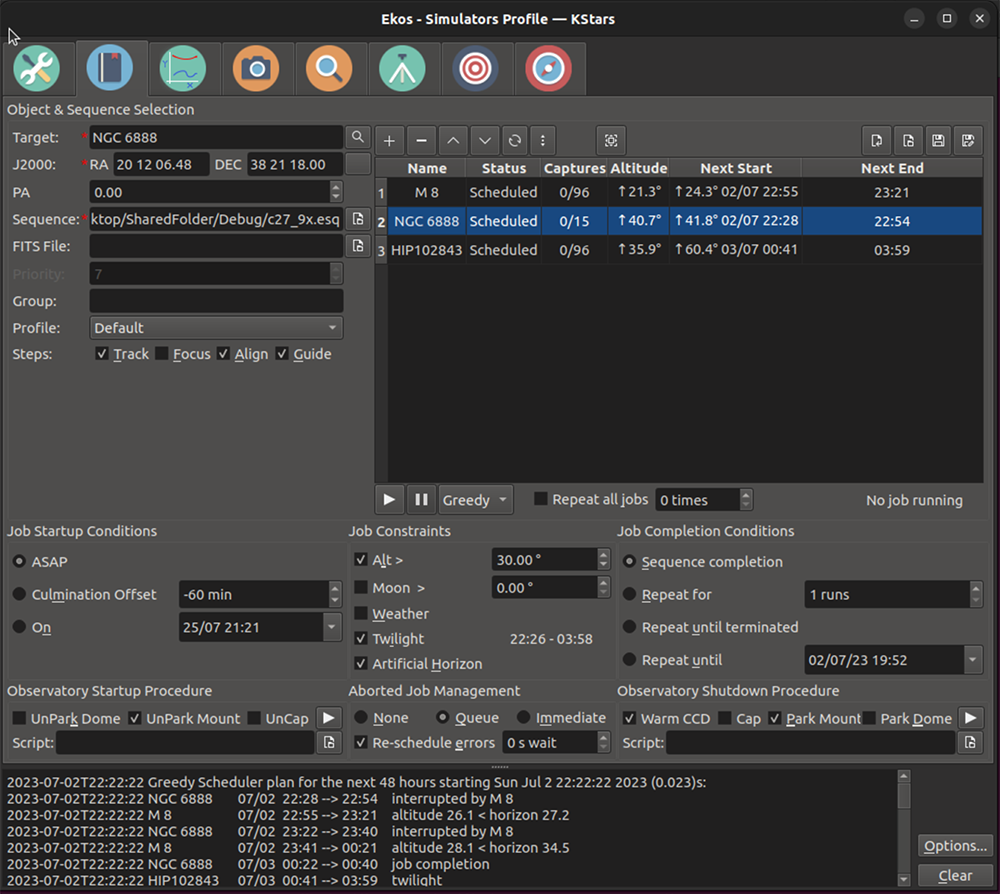 Ekos - Simulators Profile — KStars
Object & Sequence Selection
Target: * NGC 6888
J2000: * RA 20 12 06.48 DEC 38 21 18.00
PA 0.00
Sequence: * ktop/SharedFolder/Debug/c27_9x.esq
FITS File:
Priority: 7
Group:
Profile: Default
Steps: Track Focus Align Guide
Name Status Captures Altitude Next Start Next End
1 M 8 Scheduled 0/96 ↑21.3° ↑24.3° 02/07 22:55 23:21
2 NGC 6888 Scheduled 0/15 ↑40.7° ↑41.8° 02/07 22:28 22:54
3 HIP102843 Scheduled 0/96 ↑35.9° ↑60.4° 03/07 00:41 03:59
Greedy Repeat all jobs 0 times No job running
Job Startup Conditions
ASAP
Culmination Offset -60 min
On 25/07 21:21
Job Constraints
Alt > 30.00 °
Moon > 0.00 °
Weather
Twilight 22:26 - 03:58
Artificial Horizon
Job Completion Conditions
Sequence completion
Repeat for 1 runs
Repeat until terminated
Repeat until 02/07/23 19:52
Observatory Startup Procedure
UnPark Dome UnPark Mount UnCap
Script:
Aborted Job Management
None Queue Immediate
Re-schedule errors 0 s wait
Observatory Shutdown Procedure
Warm CCD Cap Park Mount Park Dome
Script:
2023-07-02T22:22:22 Greedy Scheduler plan for the next 48 hours starting Sun Jul 2 22:22:22 2023 (0.023)s:
2023-07-02T22:22:22 NGC 6888 07/02 22:28 --> 22:54 interrupted by M 8
2023-07-02T22:22:22 M 8 07/02 22:55 --> 23:21 altitude 26.1 < horizon 27.2
2023-07-02T22:22:22 NGC 6888 07/02 23:22 --> 23:40 interrupted by M 8
2023-07-02T22:22:22 M 8 07/02 23:41 --> 00:21 altitude 28.1 < horizon 34.5
2023-07-02T22:22:22 NGC 6888 07/03 00:22 --> 00:40 job completion
2023-07-02T22:22:22 HIP102843 07/03 00:41 --> 03:59 twilight
Options...
Clear